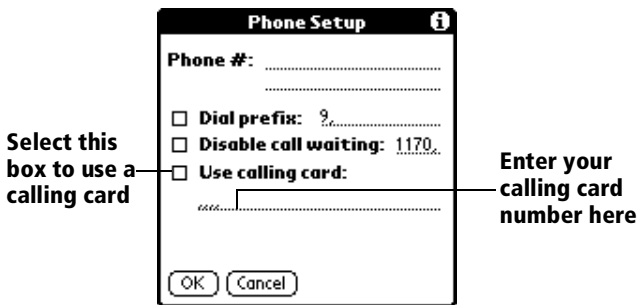 Phone Setup i
Phone #:
Dial prefix: 9,
Disable call waiting: 1170,
Use calling card:
,,,,
OK Cancel
Select this
box to use a
calling card
Enter your
calling card
number here